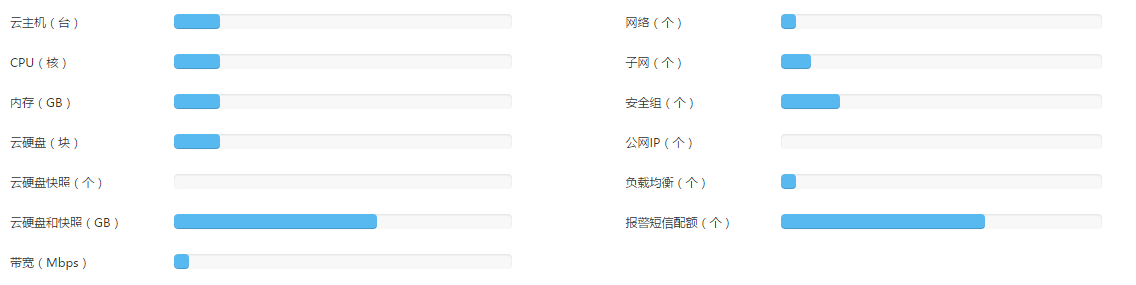 云主机（台）
CPU（核）
内存（GB）
云硬盘（块）
云硬盘快照（个）
云硬盘和快照（GB）
带宽（Mbps）
网络（个）
子网（个）
安全组（个）
公网IP（个）
负载均衡（个）
报警短信配额（个）